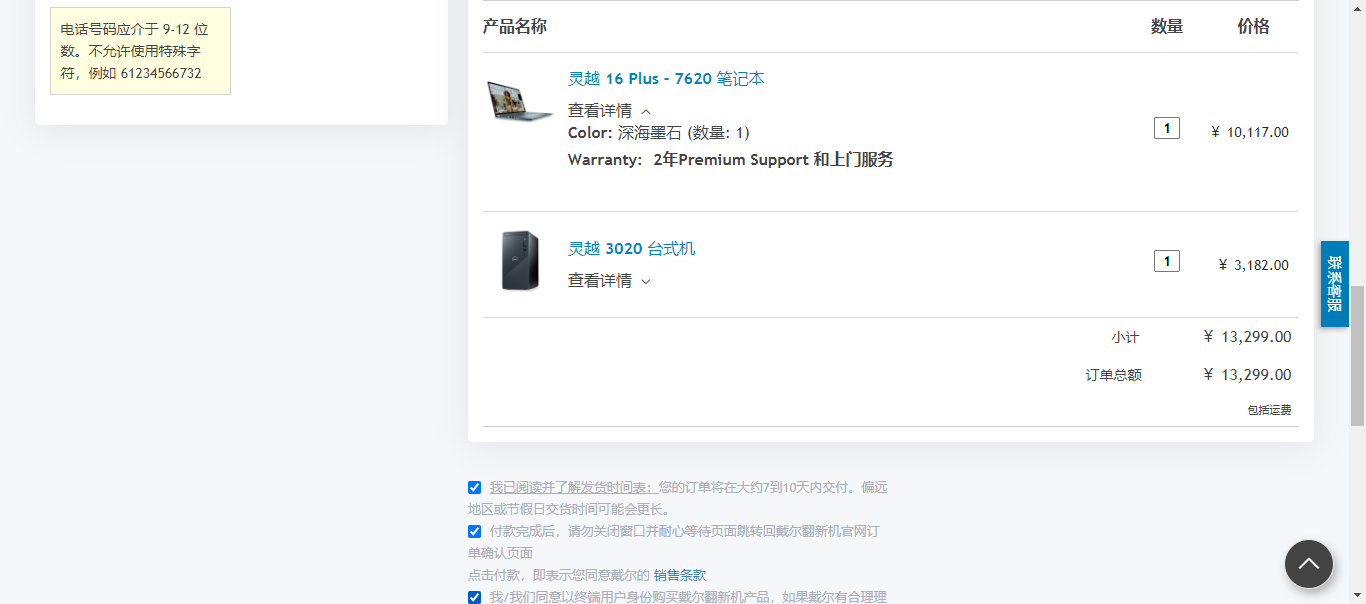 电话号码应介于 9-12 位
数。不允许使用特殊字
符，例如 61234566732
产品名称 数量 价格
灵越 16 Plus - 7620 笔记本
查看详情
Color: 深海墨石 (数量: 1)
Warranty: 2年Premium Support 和上门服务
1 ¥ 10,117.00
灵越 3020 台式机
查看详情
1 ¥ 3,182.00
小计 ¥ 13,299.00
订单总额 ¥ 13,299.00
包括运费
联系客服
我已阅读并了解发货时间表：您的订单将在大约7到10天内交付。偏远
地区或节假日交货时间可能会更长。
付款完成后，请勿关闭窗口并耐心等待页面跳转回戴尔翻新机官网订
单确认页面
点击付款，即表示您同意戴尔的 销售条款
我/我们同意以终端用户身份购买戴尔翻新机产品，如果戴尔有合理理